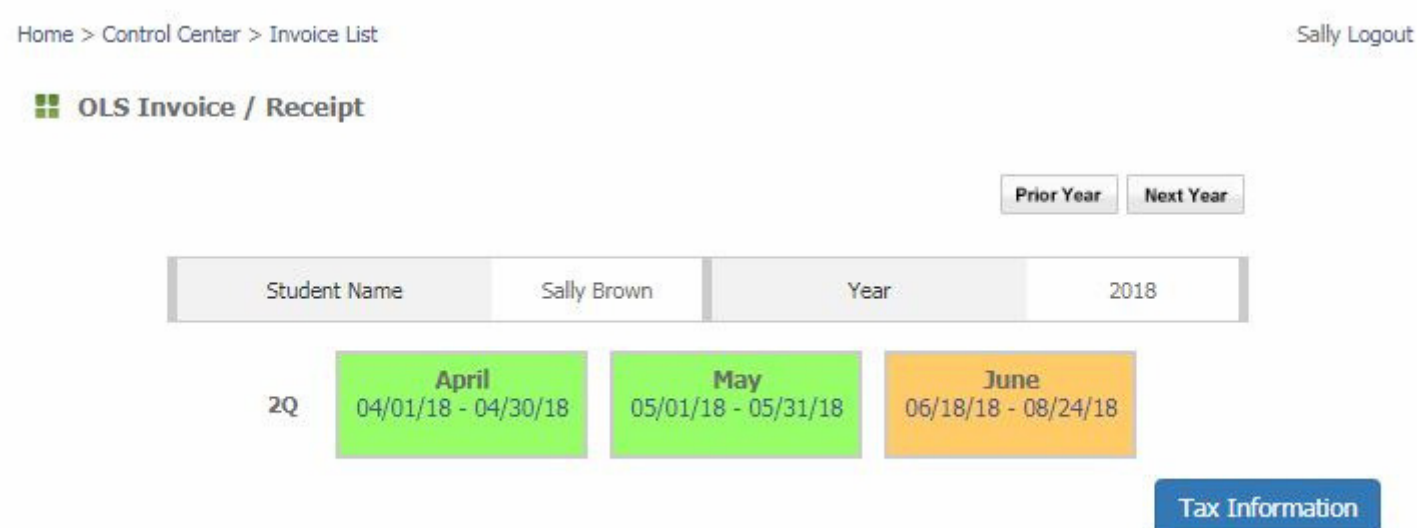 Home > Control Center > Invoice List
Sally Logout
OLS Invoice / Receipt
Prior Year
Next Year
Student Name
Sally Brown
Year
2018
2Q
April
04/01/18 - 04/30/18
May
05/01/18 - 05/31/18
June
06/18/18 - 08/24/18
Tax Information